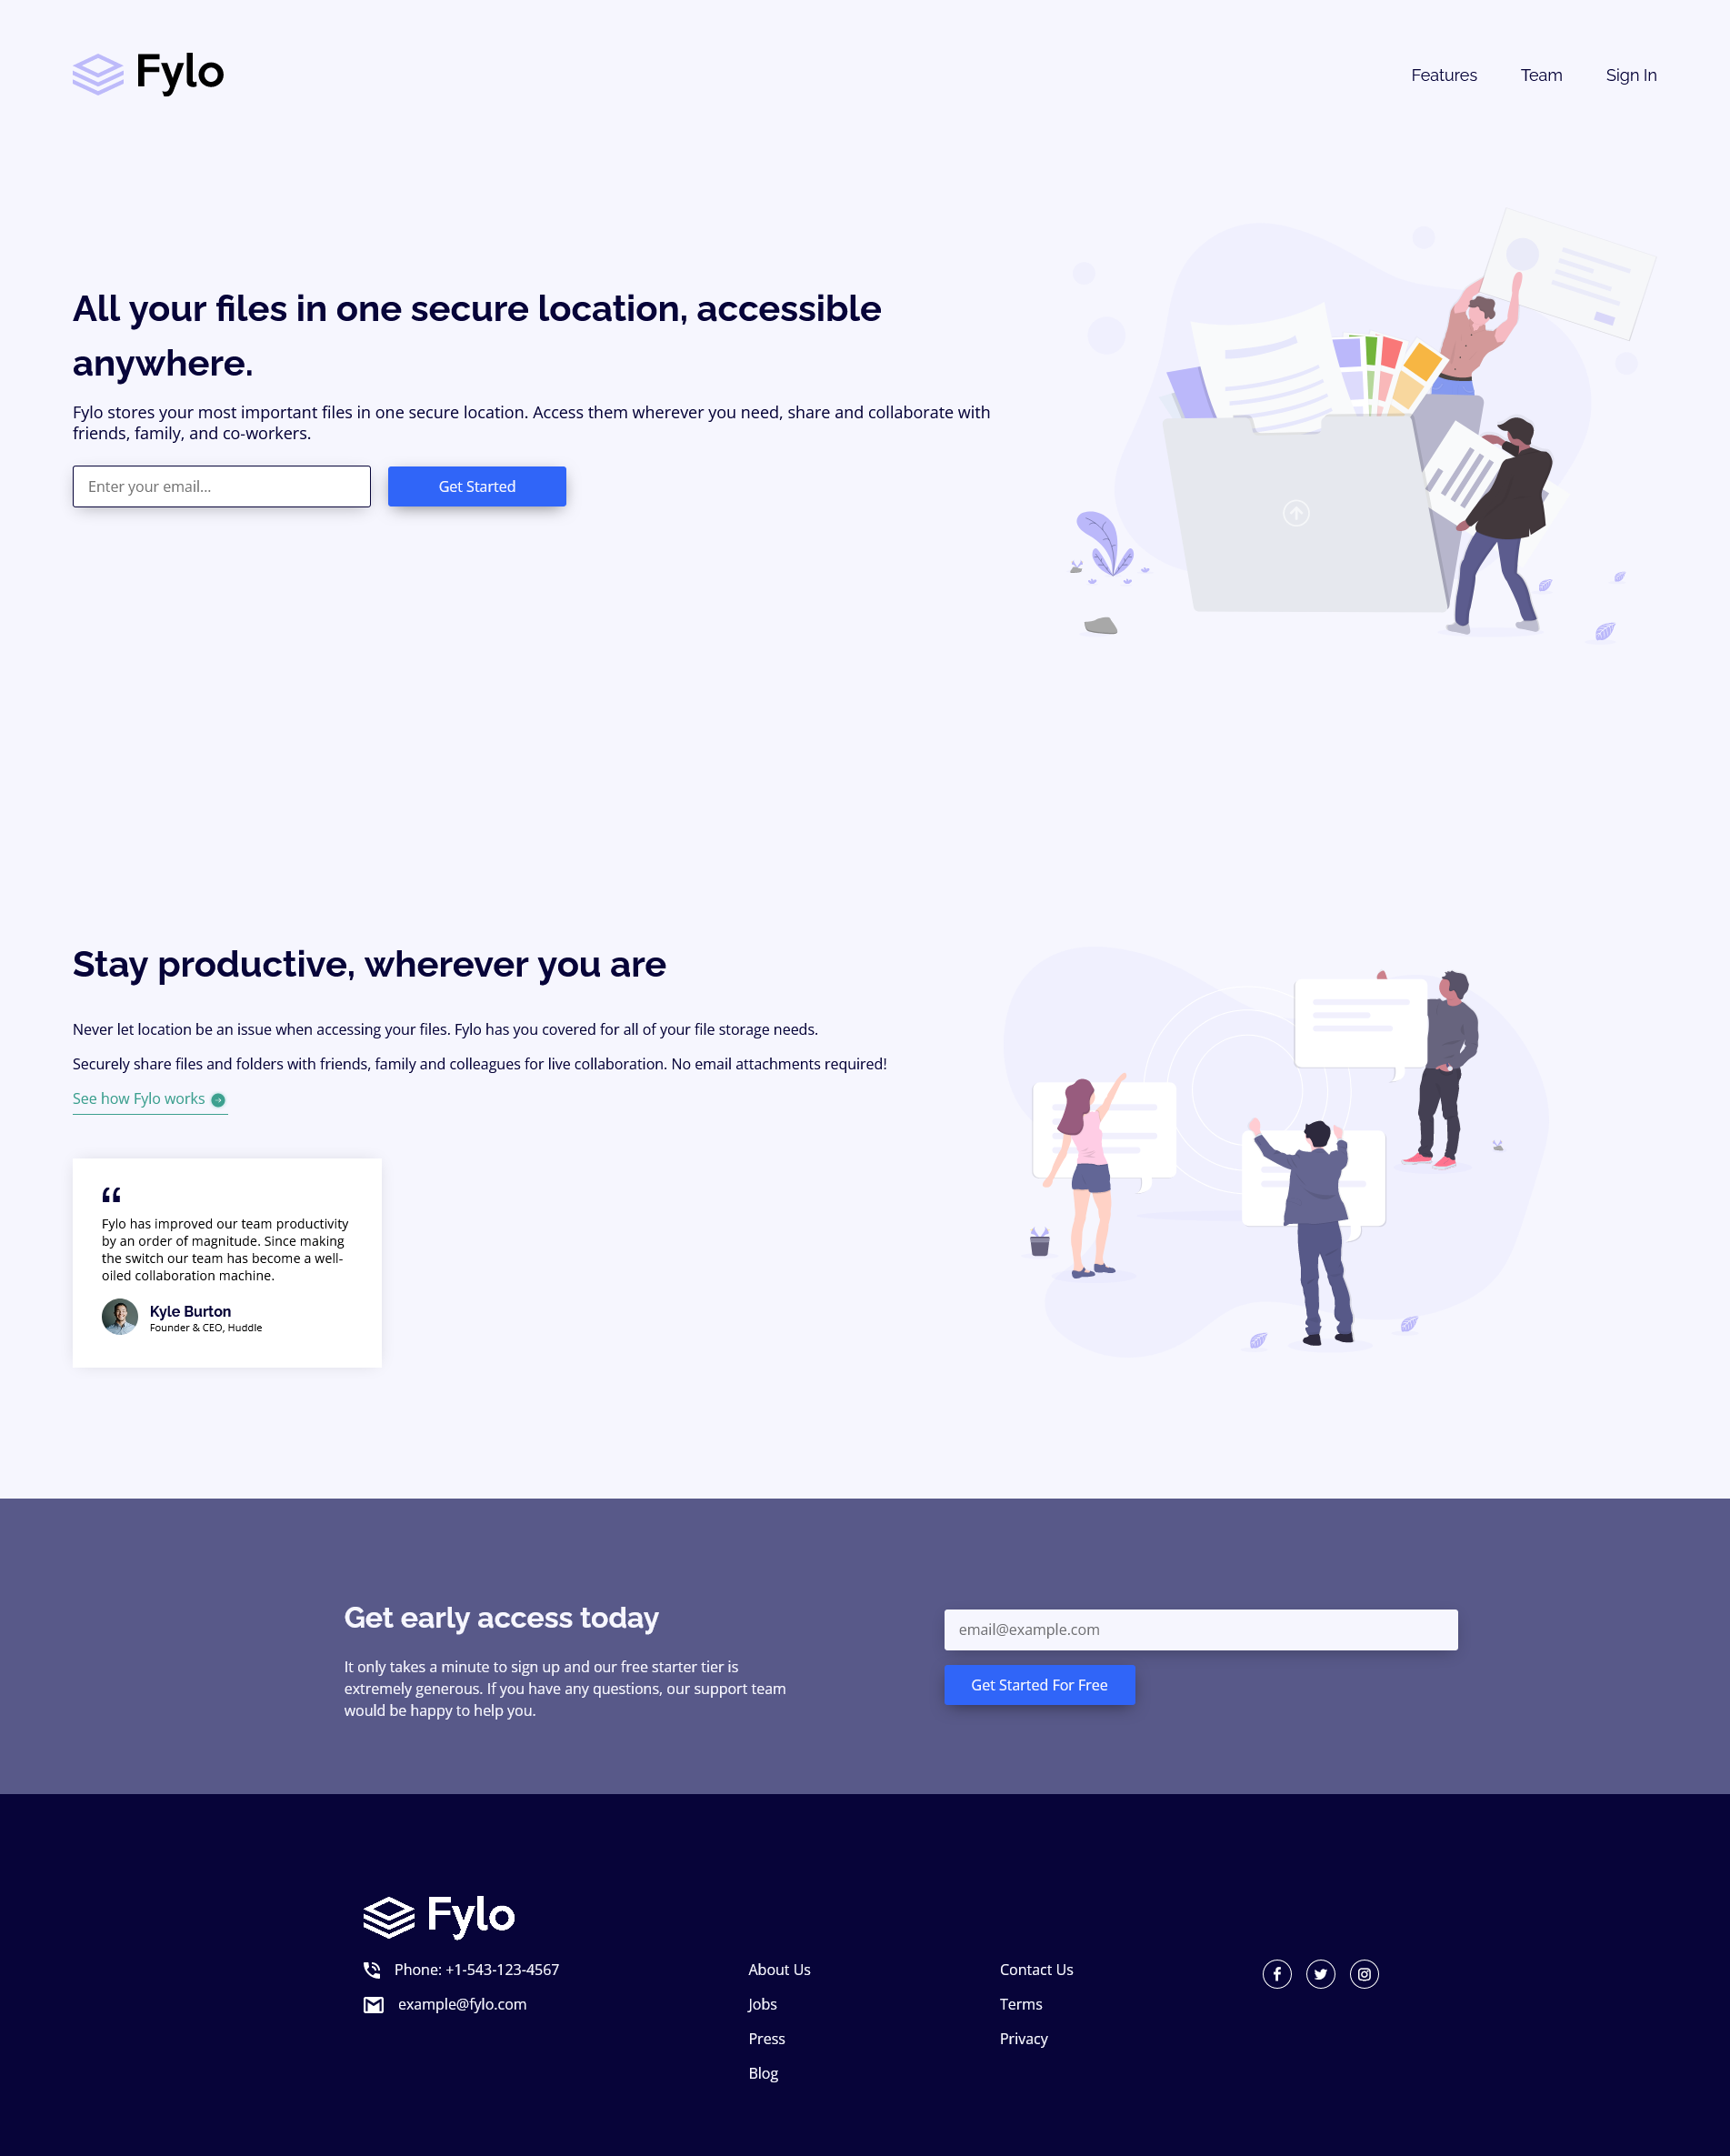 Fylo
Features
Team
Sign In
All your files in one secure location, accessible
anywhere.
Fylo stores your most important files in one secure location. Access them wherever you need, share and collaborate with
friends, family, and co-workers.
Enter your email...
Get Started
Stay productive, wherever you are
Never let location be an issue when accessing your files. Fylo has you covered for all of your file storage needs.
Securely share files and folders with friends, family and colleagues for live collaboration. No email attachments required!
See how Fylo works
“
Fylo has improved our team productivity
by an order of magnitude. Since making
the switch our team has become a well-
oiled collaboration machine.
Kyle Burton
Founder & CEO, Huddle
Get early access today
It only takes a minute to sign up and our free starter tier is
extremely generous. If you have any questions, our support team
would be happy to help you.
email@example.com
Get Started For Free
Fylo
Phone: +1-543-123-4567
example@fylo.com
About Us
Jobs
Press
Blog
Contact Us
Terms
Privacy